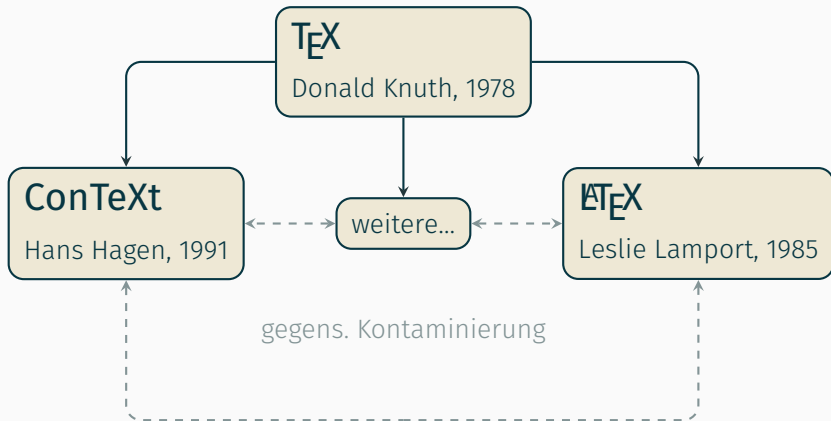 TEX
Donald Knuth, 1978
ConTeXt
Hans Hagen, 1991
weitere...
LATEX
Leslie Lamport, 1985
gegens. Kontaminierung